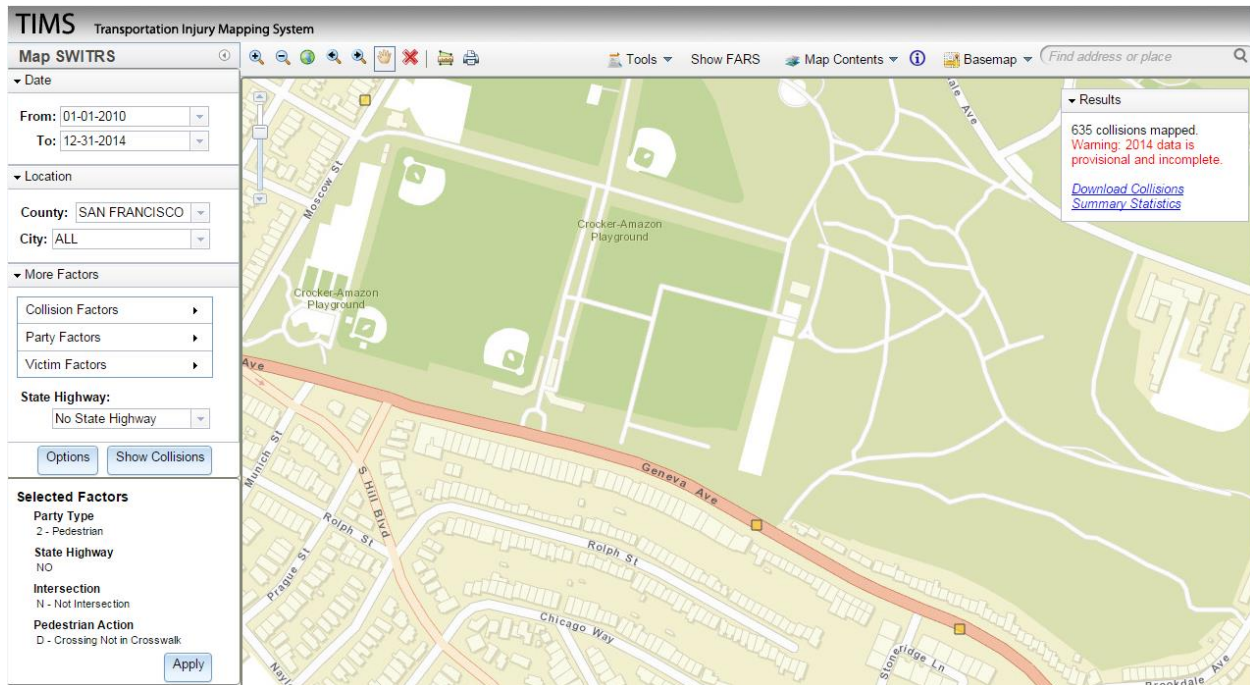 TIMS Transportation Injury Mapping System
Map SWITRS
Tools Show FARS Map Contents Basemap Find address or place
Date
From: 01-01-2010
To: 12-31-2014
Location
County: SAN FRANCISCO
City: ALL
More Factors
Collision Factors
Party Factors
Victim Factors
State Highway:
No State Highway
Options Show Collisions
Selected Factors
Party Type
2 - Pedestrian
State Highway
NO
Intersection
N - Not Intersection
Pedestrian Action
D - Crossing Not in Crosswalk
Apply
Results
635 collisions mapped.
Warning: 2014 data is
provisional and incomplete.
Download Collisions
Summary Statistics
Moscow St
Crocker-Amazon
Playground
Crocker-Amazon
Playground
Ave
Geneva Ave
Munich St
S Hill Blvd
Rolph St
Rolph St
Prague St
Chicago Way
Stoneridge Ln
Brookdale Ave